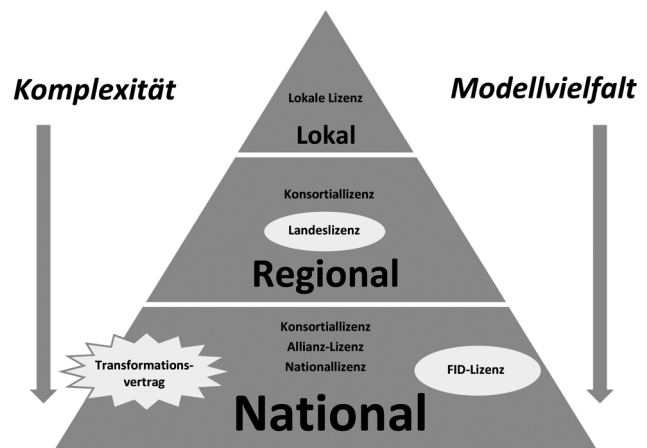 Komplexität
Modellvielfalt
Lokale Lizenz
Lokal
Konsortiallizenz
Landeslizenz
Regional
Konsortiallizenz
Allianz-Lizenz
Nationallizenz
Transformations-
vertrag
FID-Lizenz
National